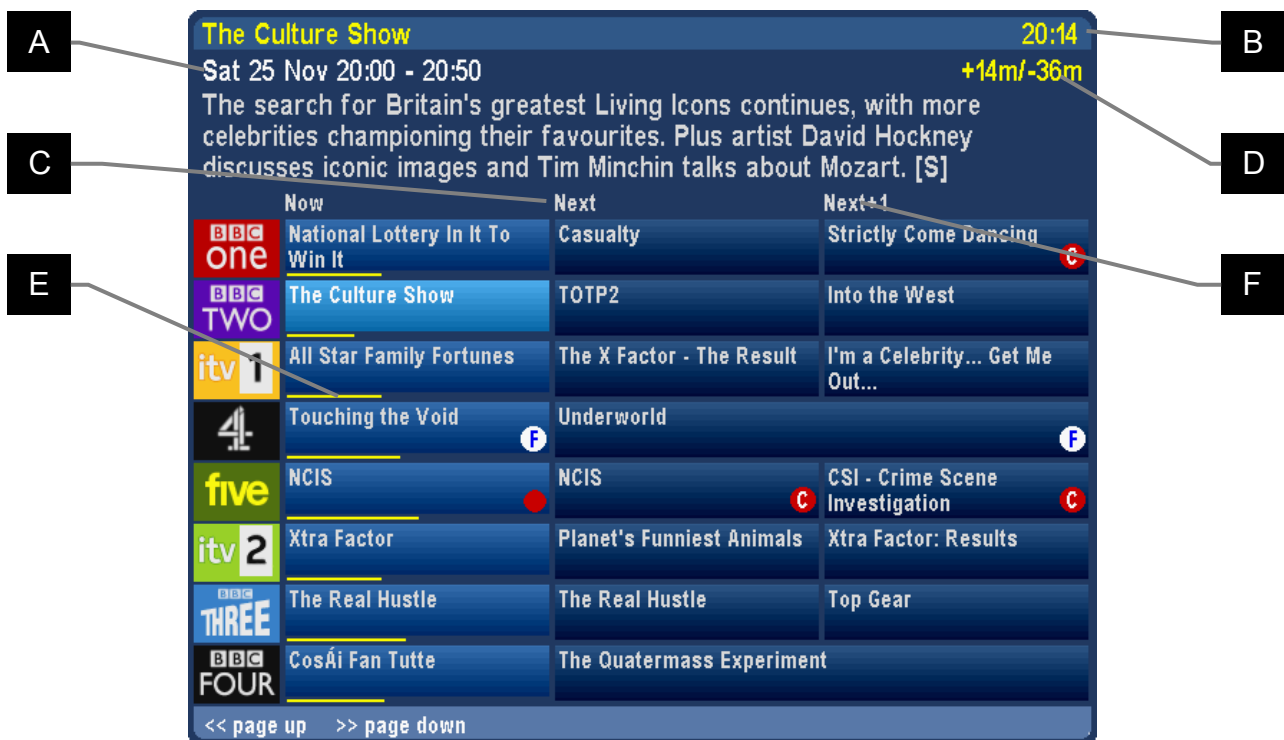 A
B
C
D
E
F
The Culture Show 20:14
Sat 25 Nov 20:00 - 20:50 +14m/-36m
The search for Britain's greatest Living Icons continues, with more
celebrities championing their favourites. Plus artist David Hockney
discusses iconic images and Tim Minchin talks about Mozart. [S]
Now Next Next+1
BBC
one
National Lottery In It To
Win It
Casualty
Strictly Come Dancing
C
BBC
TWO
The Culture Show
TOTP2
Into the West
itv 1
All Star Family Fortunes
The X Factor - The Result
I'm a Celebrity... Get Me
Out...
4
Touching the Void
F
Underworld
F
five
NCIS
NCIS
C
CSI - Crime Scene
Investigation
C
itv 2
Xtra Factor
Planet's Funniest Animals
Xtra Factor: Results
BBC
THREE
The Real Hustle
The Real Hustle
Top Gear
BBC
FOUR
CosÁi Fan Tutte
The Quatermass Experiment
<< page up >> page down